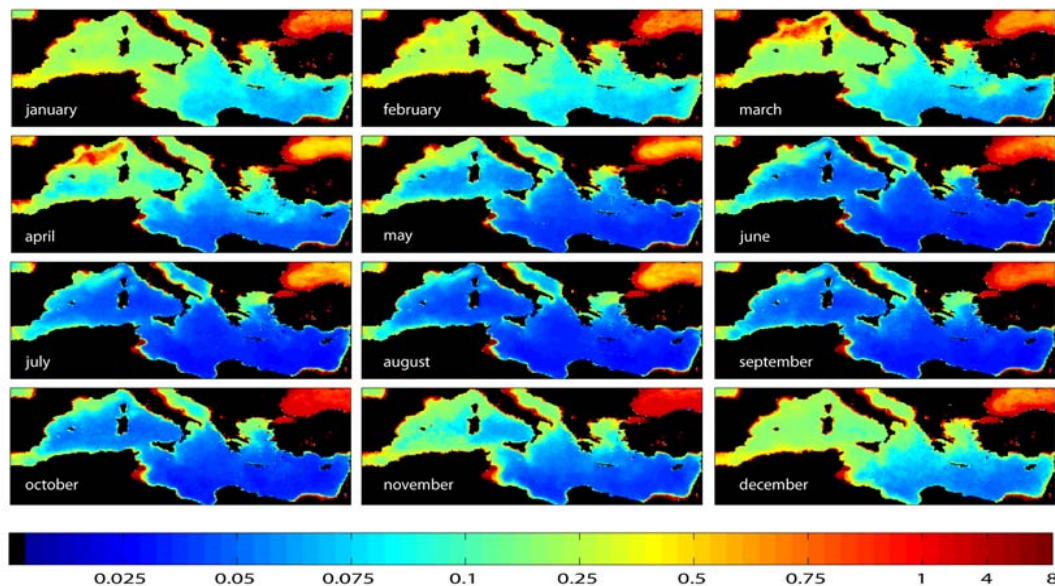 january
february
march
april
may
june
july
august
september
october
november
december
0.025 0.05 0.075 0.1 0.25 0.5 0.75 1 4 8